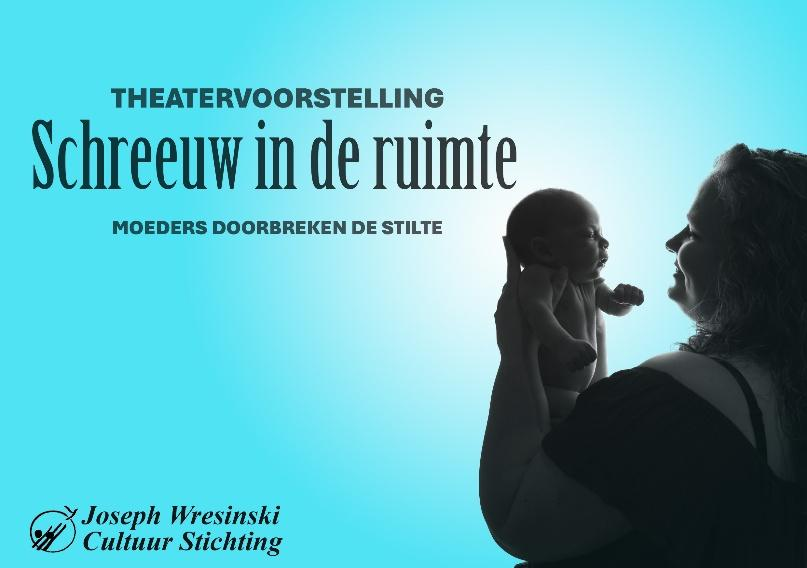 THEATERVOORSTELLING
Schreeuw in de ruimte
MOEDERS DOORBREKEN DE STILTE
Joseph Wresinski
Cultuur Stichting